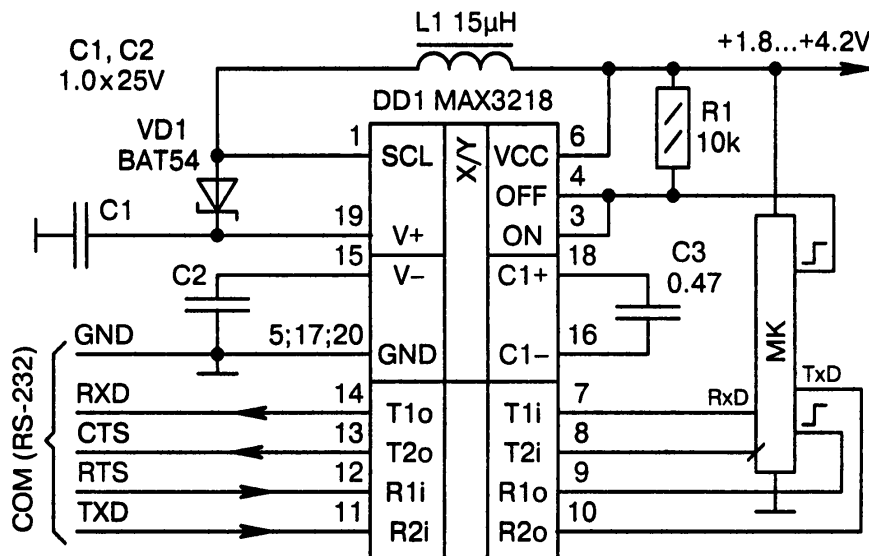 L1 15µH
C1, C2
1.0x25V
+1.8...+4.2V
DD1 MAX3218
VD1
BAT54
R1
10k
1
SCL
X/Y
VCC
6
OFF
4
C1
19
V+
ON
3
15
V–
C1+
18
C2
C3
0.47
GND
5;17;20
GND
C1–
16
MK
COM (RS-232)
RXD
14
T1o
T1i
7
RxD
TxD
CTS
13
T2o
T2i
8
RTS
12
R1i
R1o
9
TXD
11
R2i
R2o
10